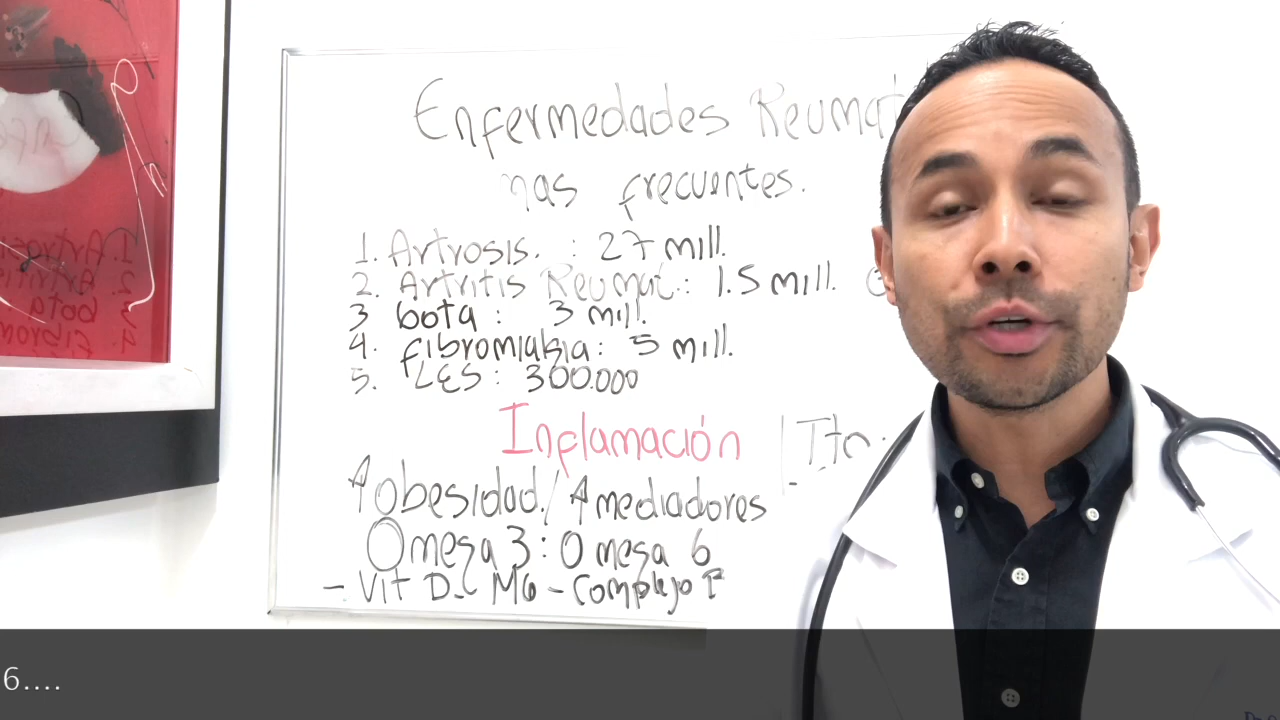 Enfermedades Reumat
mas frecuentes.
1. Artrosis. : 27 mill.
2. Artritis Reumat.: 1.5 mill.
3 Gota : 3 mill.
4. fibromialgia: 5 mill.
5. LES : 300.000
Inflamación | Tto.
↑ obesidad / ↑ mediadores
Omega 3 : Omega 6
- Vit D-C MG - Complejo
6....